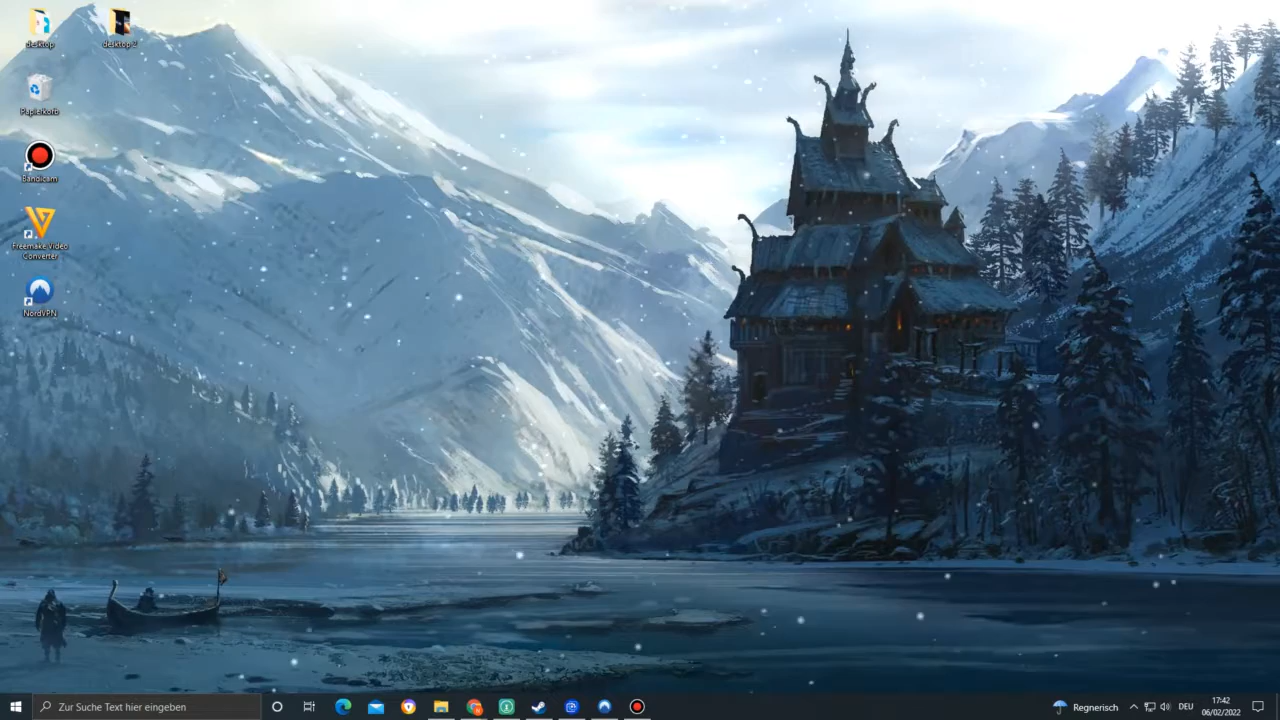 desktop
desktop 2
Papierkorb
Bandicam
Freemake Video
Converter
NordVPN
Zur Suche Text hier eingeben
Regnerisch
DEU
17:42
06/02/2022